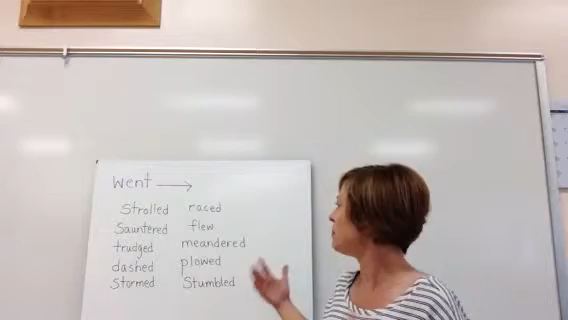 went →
Strolled raced
Sauntered flew
trudged meandered
dashed plowed
Stormed Stumbled